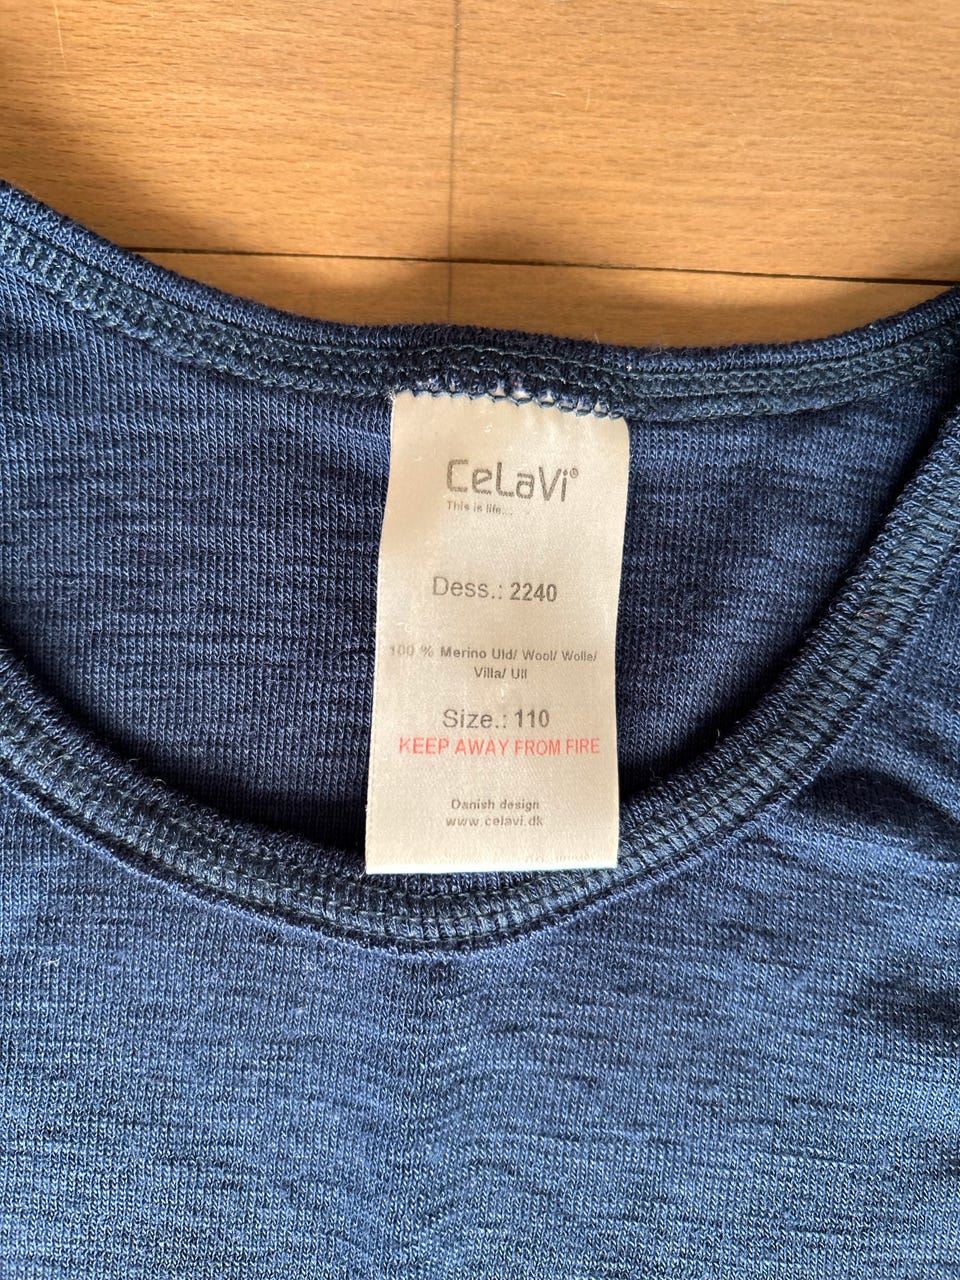 CeLaVi®
This is life...
Dess.: 2240
100 % Merino Uld/ Wool/ Wolle/
Villa/ Ull
Size.: 110
KEEP AWAY FROM FIRE
Danish design
www.celavi.dk